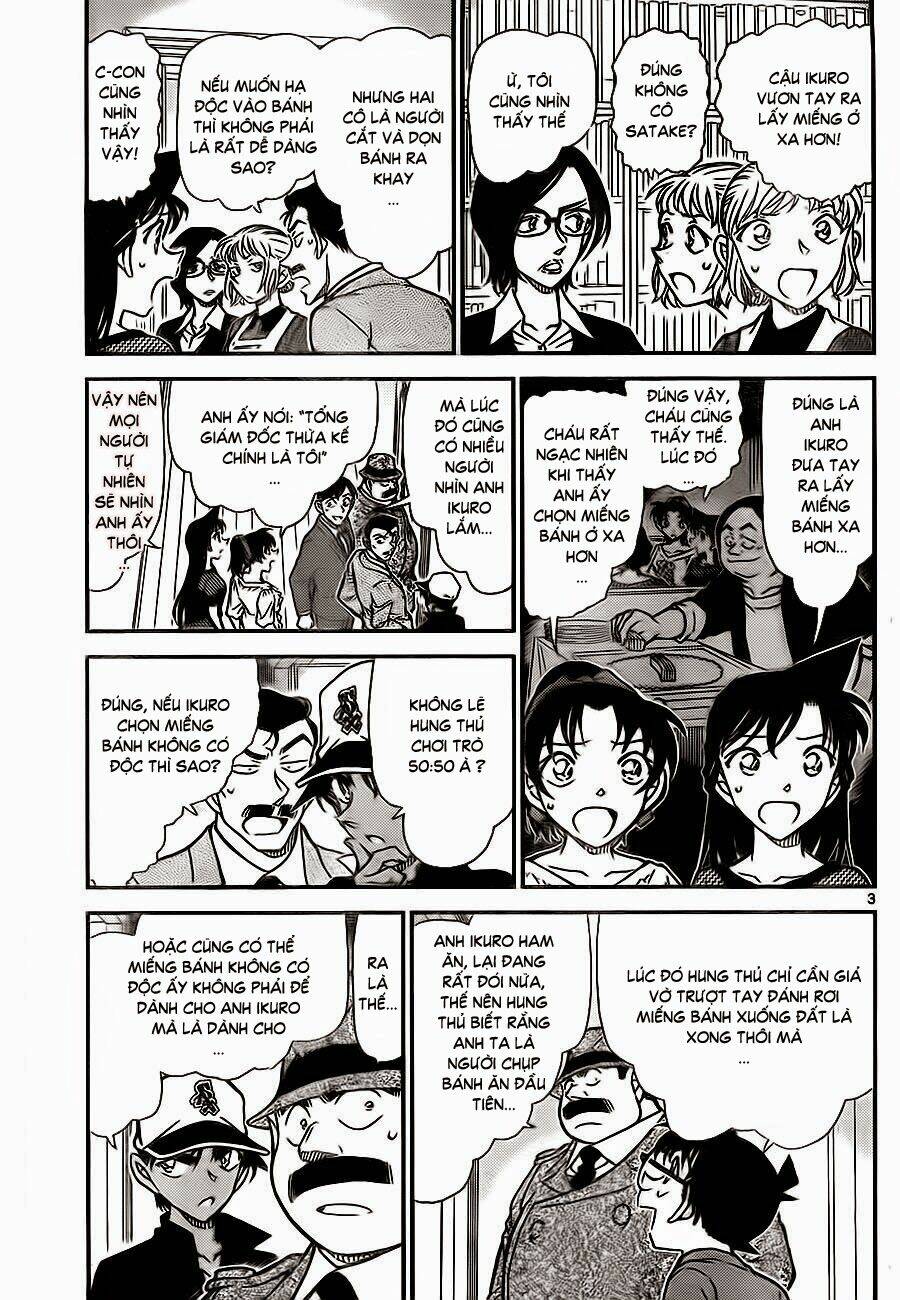 CẬU IKURO
VƯƠN TAY RA
LẤY MIẾNG Ở
XA HƠN!
ĐÚNG
KHÔNG
CÔ
SATAKE?
Ừ, TÔI
CŨNG NHÌN
THẤY THẾ
NHƯNG HAI
CÔ LÀ NGƯỜI
CẮT VÀ DỌN
BÁNH RA
KHAY
...
NẾU MUỐN HẠ
ĐỘC VÀO BÁNH
THÌ KHÔNG PHẢI
LÀ RẤT DỄ DÀNG
SAO?
C-CON
CŨNG
NHÌN
THẤY
VẬY!
ĐÚNG LÀ
ANH
IKURO
ĐƯA TAY
RA LẤY
MIẾNG
BÁNH XA
HƠN...
ĐÚNG VẬY,
CHÁU CŨNG
THẤY THẾ.
LÚC ĐÓ
...
CHÁU RẤT
NGẠC NHIÊN
KHI THẤY
ANH ẤY
CHỌN MIẾNG
BÁNH Ở XA
HƠN
...
MÀ LÚC
ĐÓ CŨNG
CÓ NHIỀU
NGƯỜI
NHÌN ANH
IKURO
LẮM...
ANH ẤY NÓI: "TỔNG
GIÁM ĐỐC THỪA KẾ
CHÍNH LÀ TÔI"
...
VẬY NÊN
MỌI
NGƯỜI
TỰ
NHIÊN
SẼ NHÌN
ANH ẤY
THÔI
KHÔNG LẼ
HUNG THỦ
CHƠI TRÒ
50:50 À ?
ĐÚNG, NẾU IKURO
CHỌN MIẾNG
BÁNH KHÔNG CÓ
ĐỘC THÌ SAO?
3
LÚC ĐÓ HUNG THỦ CHỈ CẦN GIẢ
VỜ TRƯỢT TAY ĐÁNH RƠI
MIẾNG BÁNH XUỐNG ĐẤT LÀ
XONG THÔI MÀ
...
ANH IKURO HAM
ĂN, LẠI ĐANG
RẤT ĐÓI NỮA,
THẾ NÊN HUNG
THỦ BIẾT RẰNG
ANH TA LÀ
NGƯỜI CHỤP
BÁNH ĂN ĐẦU
TIÊN...
RA
LÀ
THẾ...
HOẶC CŨNG CÓ THỂ
MIẾNG BÁNH KHÔNG CÓ
ĐỘC ẤY KHÔNG PHẢI ĐỂ
DÀNH CHO ANH IKURO
MÀ LÀ DÀNH CHO
...